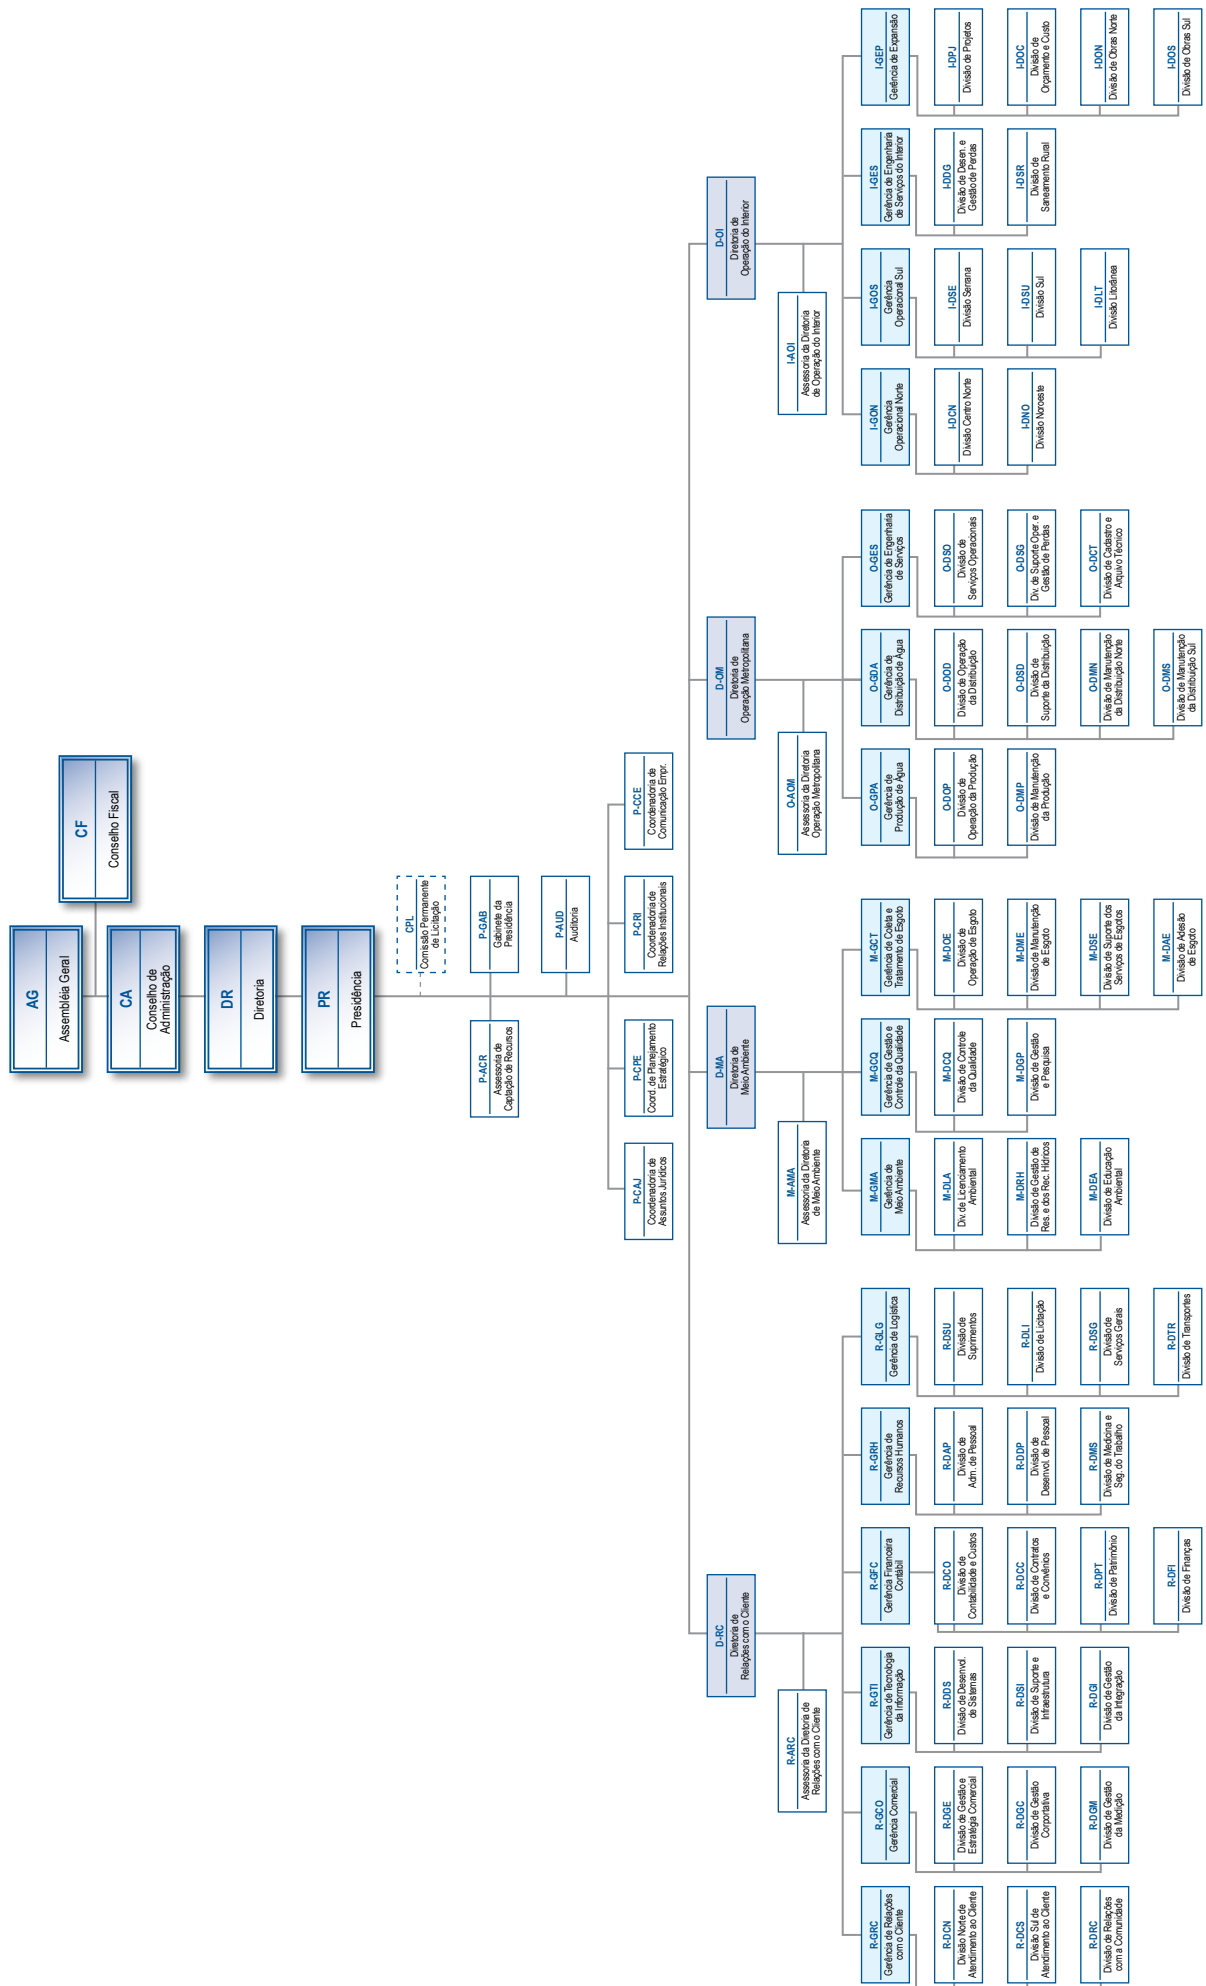 AG
Assembléia Geral
CF
Conselho Fiscal
CA
Conselho de
Administração
DR
Diretoria
PR
Presidência
CPL
Comissão Permanente
de Licitação
P-ACR
Assessoria de
Captação de Recursos
P-GAB
Gabinete da
Presidência
P-AUD
Auditoria
P-CAJ
Coordenadoria de
Assuntos Jurídicos
P-CPE
Coord. de Planejamento
Estratégico
P-CRI
Coordenadoria de
Relações Institucionais
P-CCE
Coordenadoria de
Comunicação Empr.
D-RC
Diretoria de
Relações com o Cliente
D-MA
Diretoria de
Meio Ambiente
D-OM
Diretoria de
Operação Metropolitana
D-OI
Diretoria de
Operação do Interior
R-ARC
Assessoria da Diretoria de
Relações com o Cliente
M-AMA
Assessoria da Diretoria
de Meio Ambiente
O-AOM
Assessoria da Diretoria
Operação Metropolitana
I-AOI
Assessoria da Diretoria
de Operação do Interior
R-GRC
Gerência de Relações
com o Cliente
R-DCN
Divisão Norte de
Atendimento ao Cliente
R-DCS
Divisão Sul de
Atendimento ao Cliente
R-DRC
Divisão de Relações
com a Comunidade
R-GCO
Gerência Comercial
R-DGE
Divisão de Gestão e
Estratégia Comercial
R-DGC
Divisão de Gestão
Corportativa
R-DGM
Divisão de Gestão
da Medição
R-GTI
Gerência de Tecnologia
da Informação
R-DDS
Divisão de Desenvol.
de Sistemas
R-DSI
Divisão de Suporte e
Infraestrutura
R-DGI
Divisão de Gestão
da Integração
R-GFC
Gerência Financeira
Contábil
R-DCO
Divisão de
Contabilidade e Custos
R-DCC
Divisão de Contratos
e Convênios
R-DPT
Divisão de Patrimônio
R-DFI
Divisão de Finanças
R-GRH
Gerência de
Recursos Humanos
R-DAP
Divisão de
Adm. de Pessoal
R-DDP
Divisão de
Desenvol. de Pessoal
R-DMS
Divisão de Medicina e
Seg. do Trabalho
R-GLG
Gerência de Logística
R-DSU
Divisão de
Suprimentos
R-DLI
Divisão de Licitação
R-DSG
Divisão de
Serviços Gerais
R-DTR
Divisão de Transportes
M-GMA
Gerência de
Meio Ambiente
M-DLA
Div. de Licenciamento
Ambiental
M-DRH
Divisão de Gestão de
Res. e dos Rec. Hídricos
M-DEA
Divisão de Educação
Ambiental
M-GCQ
Gerência de Gestão e
Controle da Qualidade
M-DCQ
Divisão de Controle
da Qualidade
M-DGP
Divisão de Gestão
e Pesquisa
M-GCT
Gerência de Coleta e
Tratamento de Esgoto
M-DOE
Divisão de
Operação de Esgoto
M-DME
Divisão de Manutenção
de Esgoto
M-DSE
Divisão de Suporte dos
Serviços de Esgotos
M-DAE
Divisão de Adesão
de Esgoto
O-GPA
Gerência de
Produção de Água
O-DOP
Divisão de
Operação da Produção
O-DMP
Divisão de Manutenção
da Produção
O-GDA
Gerência de
Distribuição de Água
O-DOD
Divisão de Operação
da Distribuição
O-DSD
Divisão de
Suporte da Distribuição
O-DMN
Divisão de Manutenção
da Distribuição Norte
O-DMS
Divisão de Manutenção
da Distribuição Sul
O-GES
Gerência de Engenharia
de Serviços
O-DSO
Divisão de
Serviços Operacionais
O-DSG
Div. de Suporte Oper. e
Gestão de Perdas
O-DCT
Divisão de Cadastro e
Arquivo Técnico
I-GON
Gerência
Operacional Norte
I-DCN
Divisão Centro Norte
I-DNO
Divisão Noroeste
I-GOS
Gerência
Operacional Sul
I-DSE
Divisão Serrana
I-DSU
Divisão Sul
I-DLT
Divisão Litorânea
I-GES
Gerência de Engenharia
de Serviços do Interior
I-DDG
Divisão de Desen. e
Gestão de Perdas
I-DSR
Divisão de
Saneamento Rural
I-GEP
Gerência de Expansão
I-DPJ
Divisão de Projetos
I-DOC
Divisão de
Orçamento e Custo
I-DON
Divisão de Obras Norte
I-DOS
Divisão de Obras Sul